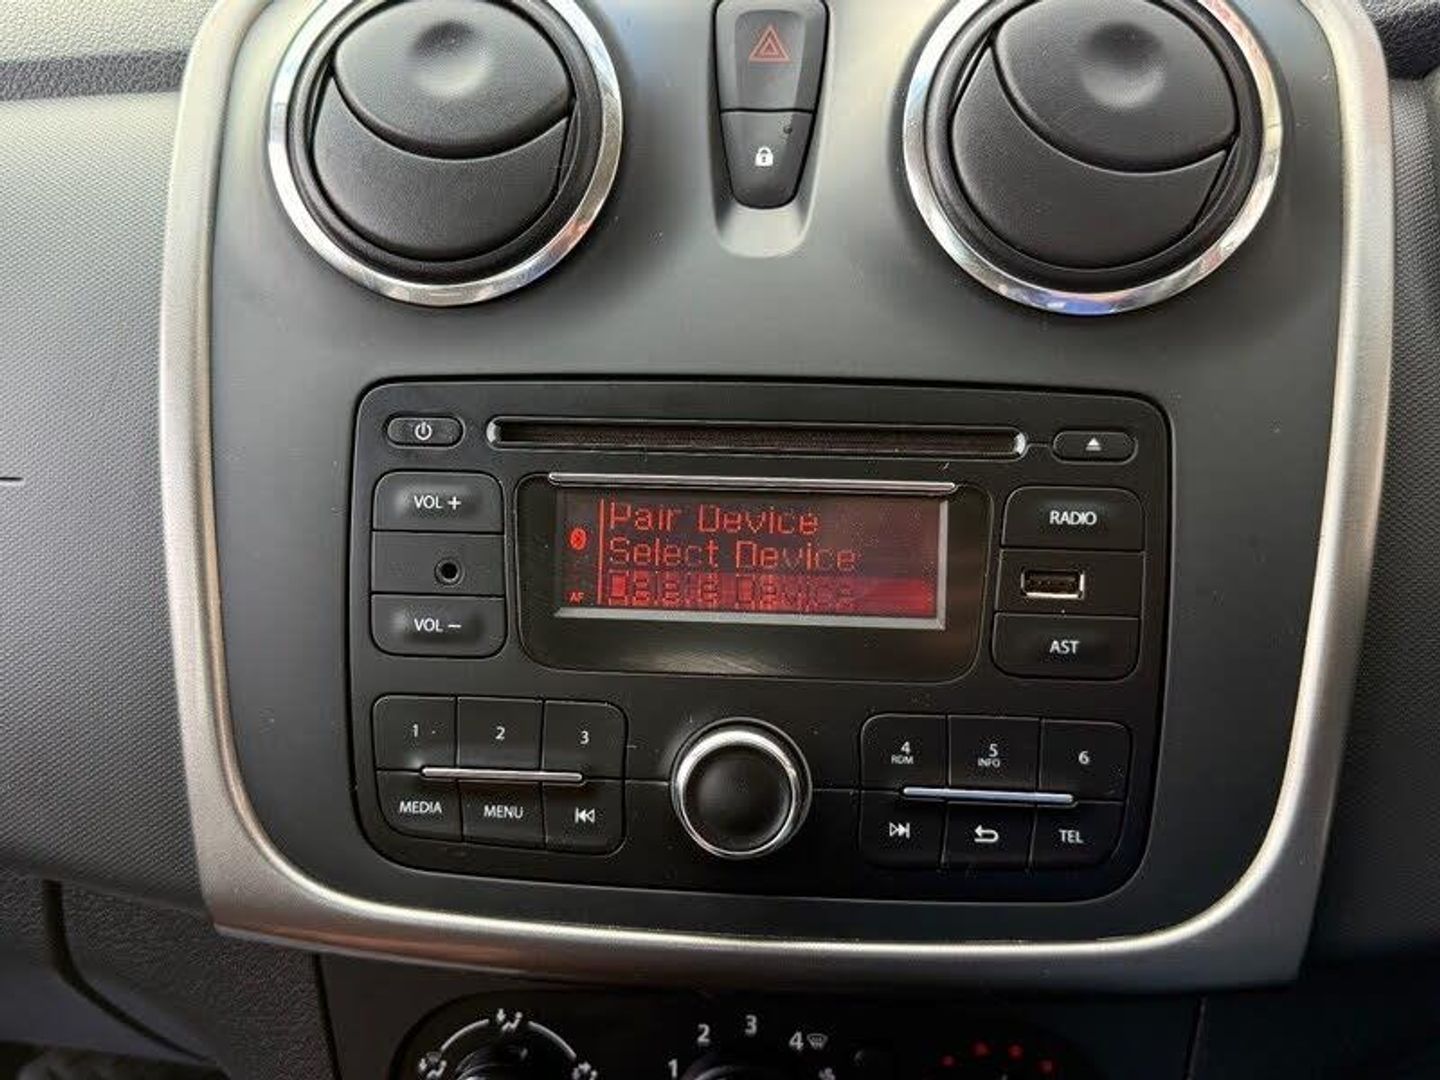 VOL +
VOL –
Pair Device
Select Device
Delete Device
AF
RADIO
AST
1
2
3
MEDIA
MENU
4
RDM
5
INFO
6
TEL
1
2
3
4